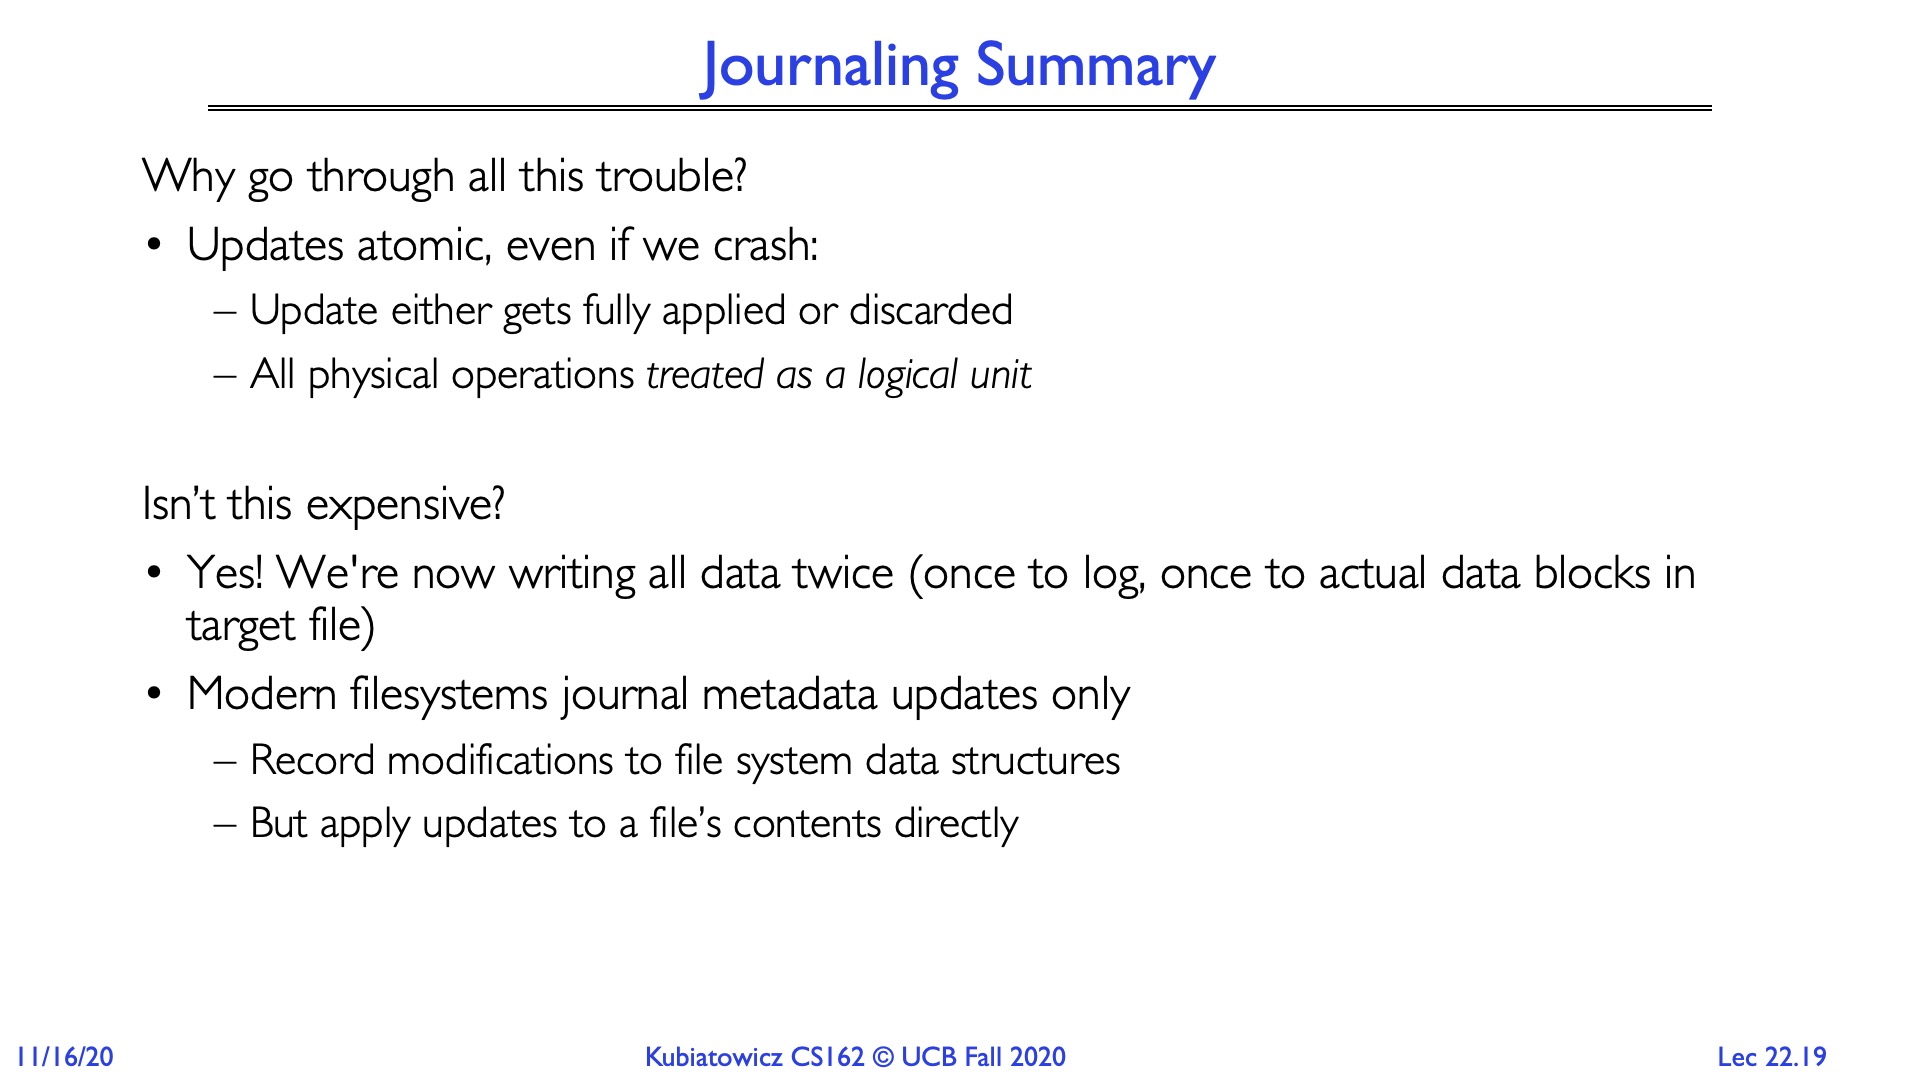 Journaling Summary
Why go through all this trouble?
• Updates atomic, even if we crash:
– Update either gets fully applied or discarded
– All physical operations treated as a logical unit
Isn’t this expensive?
• Yes! We're now writing all data twice (once to log, once to actual data blocks in
target file)
• Modern filesystems journal metadata updates only
– Record modifications to file system data structures
– But apply updates to a file’s contents directly
11/16/20
Kubiatowicz CS162 © UCB Fall 2020
Lec 22.19